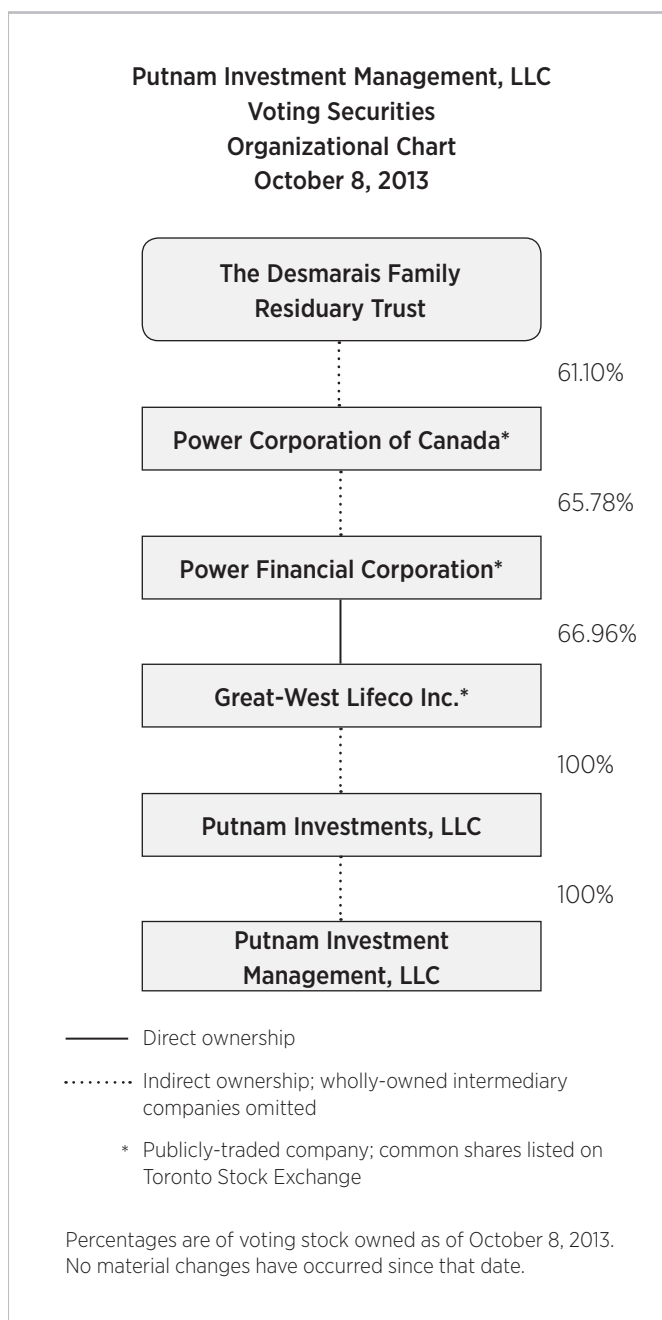 Putnam Investment Management, LLC
Voting Securities
Organizational Chart
October 8, 2013
The Desmarais Family
Residuary Trust
61.10%
Power Corporation of Canada*
65.78%
Power Financial Corporation*
66.96%
Great-West Lifeco Inc.*
100%
Putnam Investments, LLC
100%
Putnam Investment
Management, LLC
Direct ownership
Indirect ownership; wholly-owned intermediary
companies omitted
* Publicly-traded company; common shares listed on
Toronto Stock Exchange
Percentages are of voting stock owned as of October 8, 2013.
No material changes have occurred since that date.